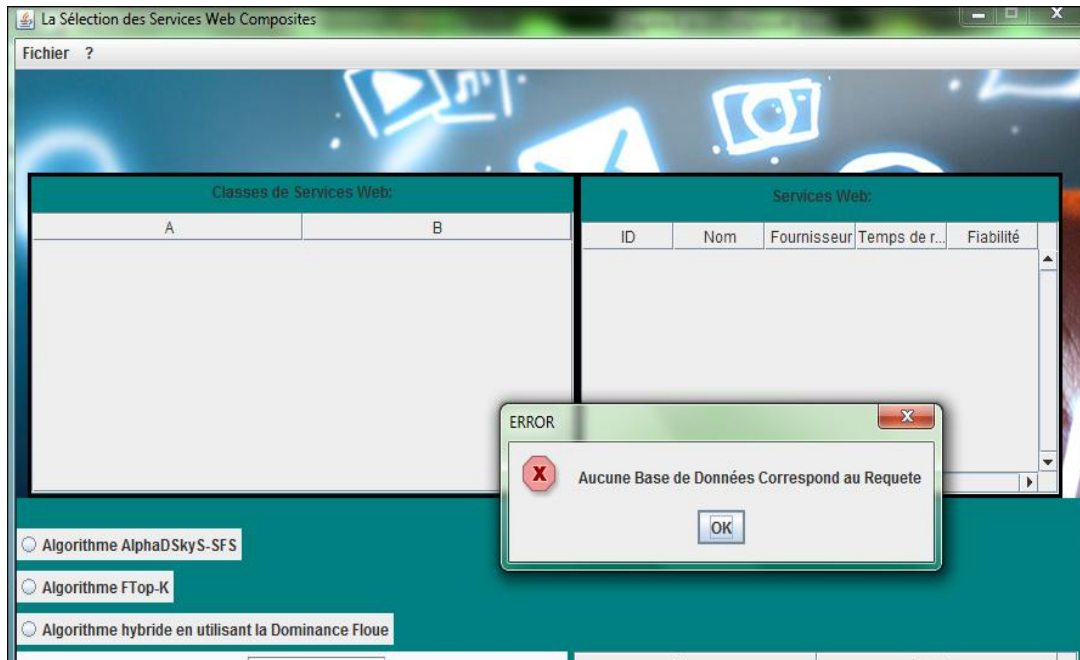 La Sélection des Services Web Composites
Fichier ?
Classes de Services Web:
A B
Services Web:
ID Nom Fournisseur Temps de r... Fiabilité
ERROR
Aucune Base de Données Correspond au Requete
OK
Algorithme AlphaDSkyS-SFS
Algorithme FTop-K
Algorithme hybride en utilisant la Dominance Floue